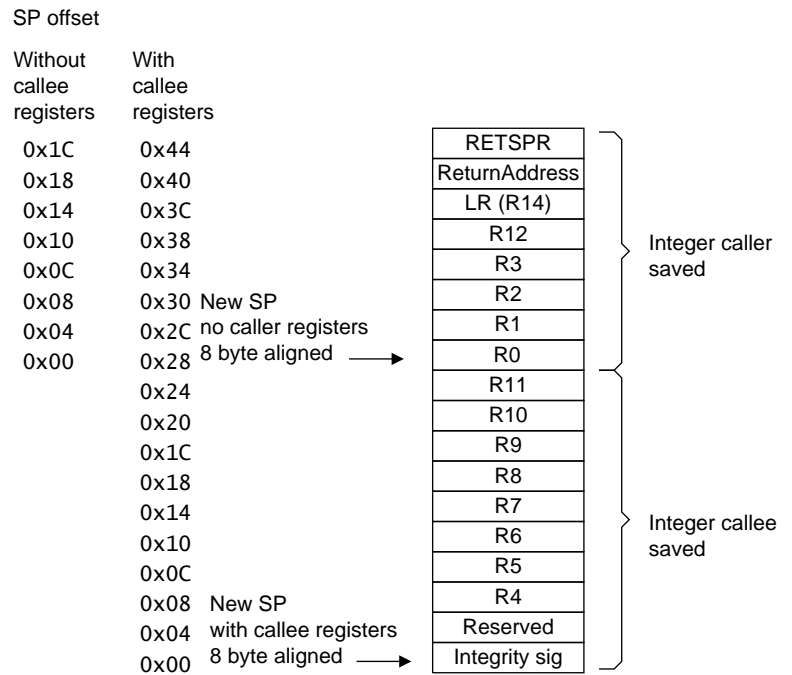 SP offset
Without callee registers
With callee registers
0x1C 0x44 RETSPR
0x18 0x40 ReturnAddress
0x14 0x3C LR (R14)
0x10 0x38 R12
0x0C 0x34 R3
0x08 0x30 New SP R2
0x04 0x2C no caller registers R1
0x00 0x28 8 byte aligned R0
Integer caller saved
0x24 R11
0x20 R10
0x1C R9
0x18 R8
0x14 R7
0x10 R6
0x0C R5
0x08 New SP R4
0x04 with callee registers Reserved
0x00 8 byte aligned Integrity sig
Integer callee saved